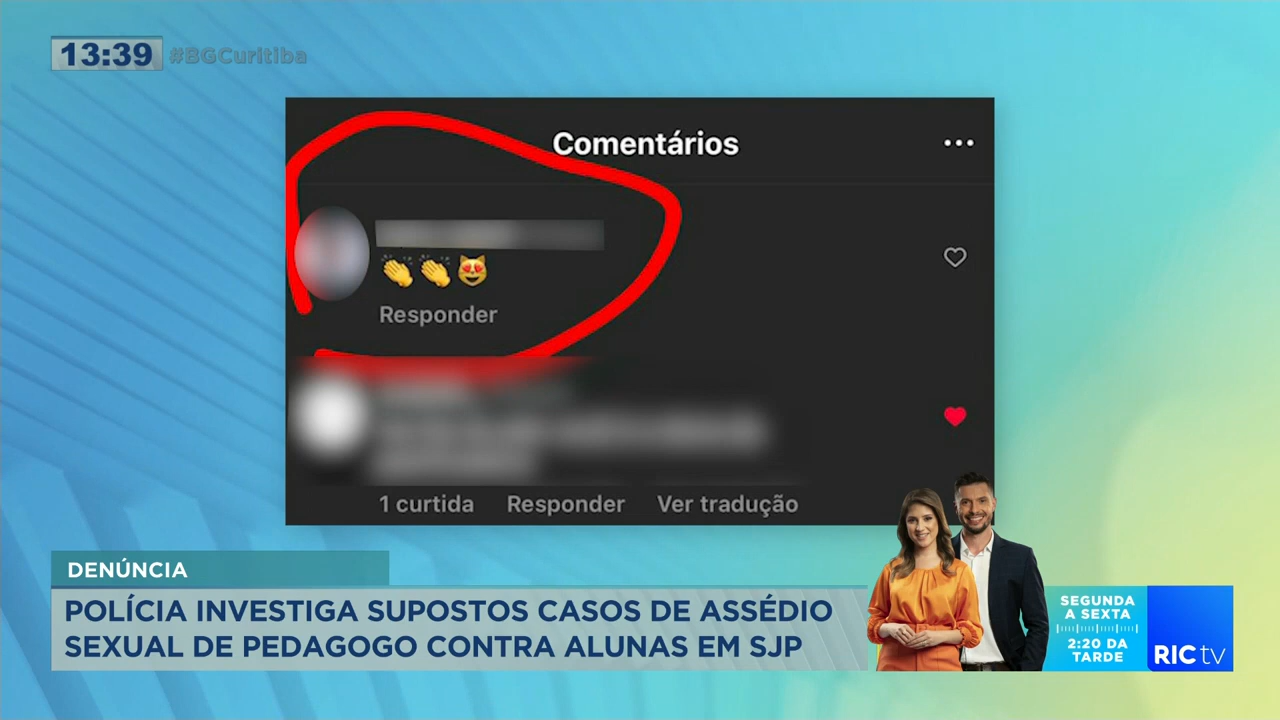 13:39 #BGCuritiba
Comentários
👏👏😻
Responder
1 curtida Responder Ver tradução
DENÚNCIA
POLÍCIA INVESTIGA SUPOSTOS CASOS DE ASSÉDIO
SEXUAL DE PEDAGOGO CONTRA ALUNAS EM SJP
SEGUNDA
A SEXTA
2:20 DA
TARDE
RICtv